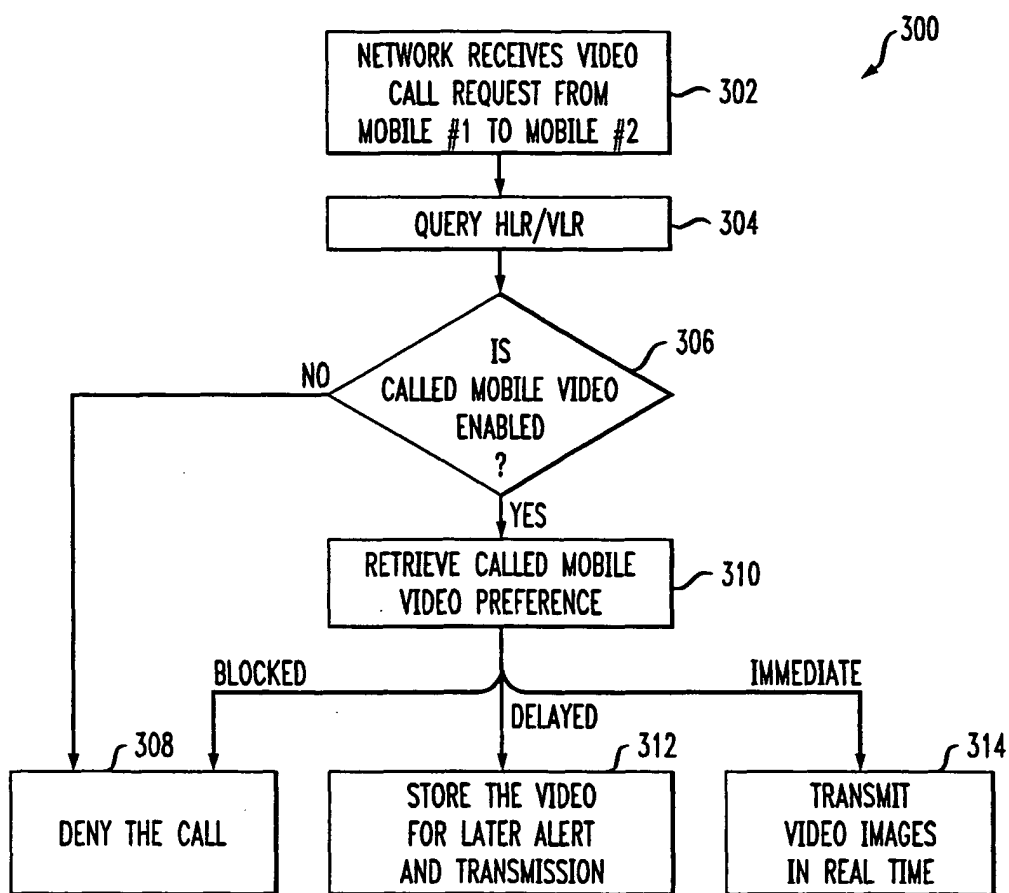 300
NETWORK RECEIVES VIDEO
CALL REQUEST FROM
MOBILE #1 TO MOBILE #2
302
QUERY HLR/VLR
304
IS
CALLED MOBILE VIDEO
ENABLED
?
306
NO
YES
RETRIEVE CALLED MOBILE
VIDEO PREFERENCE
310
BLOCKED
DELAYED
IMMEDIATE
308
DENY THE CALL
312
STORE THE VIDEO
FOR LATER ALERT
AND TRANSMISSION
314
TRANSMIT
VIDEO IMAGES
IN REAL TIME